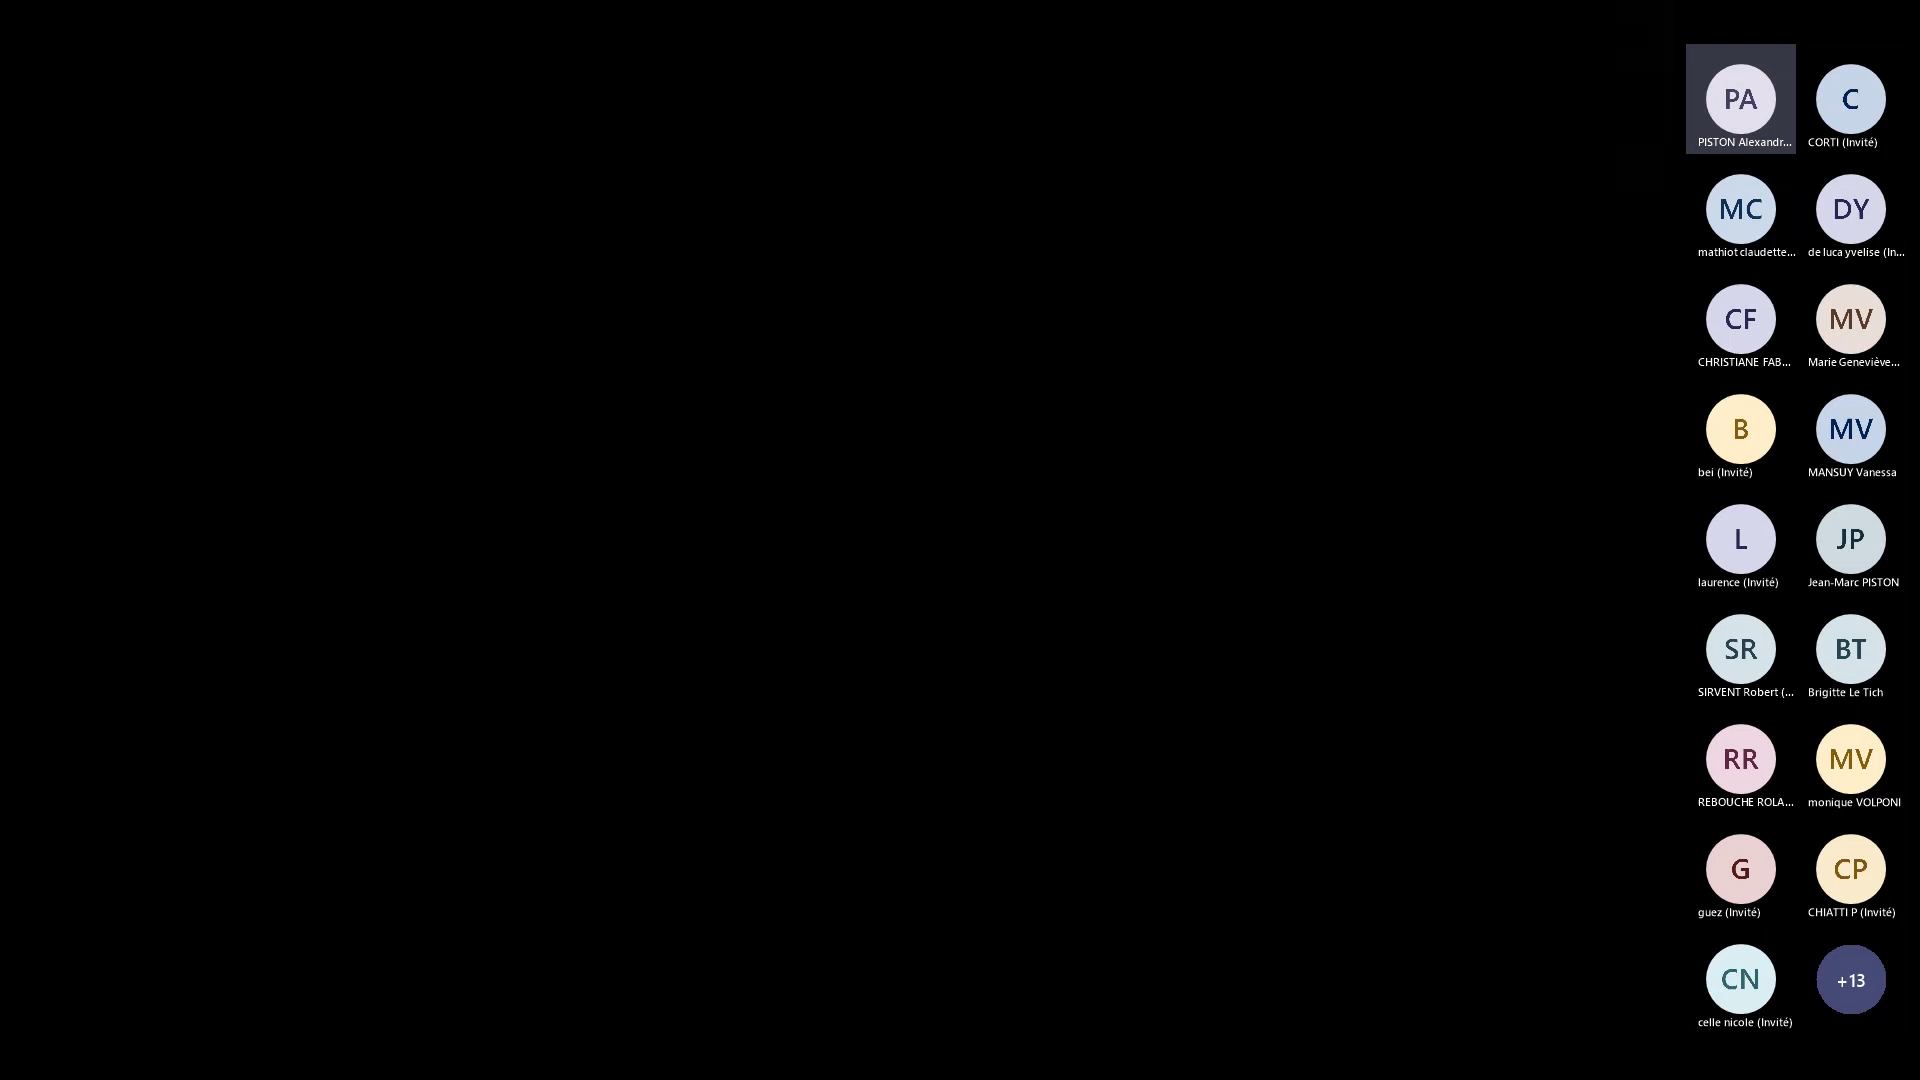 PA
C
PISTON Alexandr...
CORTI (Invité)
MC
DY
mathiot claudette...
de luca yvelise (In...
CF
MV
CHRISTIANE FAB...
Marie Geneviève...
B
MV
bei (Invité)
MANSUY Vanessa
L
JP
laurence (Invité)
Jean-Marc PISTON
SR
BT
SIRVENT Robert (...
Brigitte Le Tich
RR
MV
REBOUCHE ROLA...
monique VOLPONI
G
CP
guez (Invité)
CHIATTI P (Invité)
CN
+13
celle nicole (Invité)